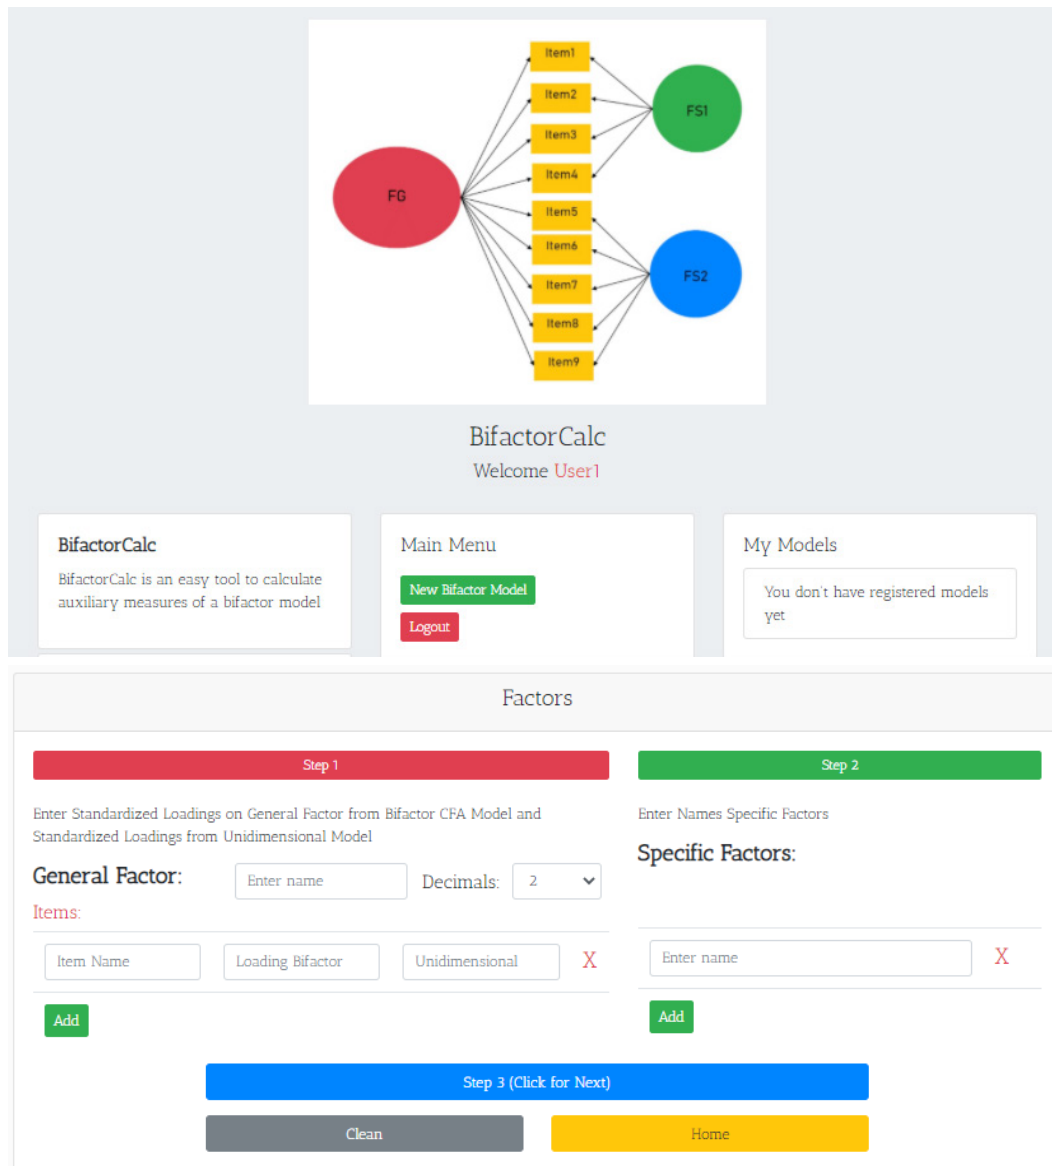 Item1
Item2
Item3
Item4
Item5
Item6
Item7
Item8
Item9
FG
FS1
FS2
BifactorCalc
Welcome User1
BifactorCalc
BifactorCalc is an easy tool to calculate
auxiliary measures of a bifactor model
Main Menu
New Bifactor Model
Logout
My Models
You don't have registered models
yet
Factors
Step 1
Enter Standardized Loadings on General Factor from Bifactor CFA Model and
Standardized Loadings from Unidimensional Model
General Factor:
Enter name
Decimals:
2
Items:
Item Name
Loading Bifactor
Unidimensional
X
Add
Step 2
Enter Names Specific Factors
Specific Factors:
Enter name
X
Add
Step 3 (Click for Next)
Clean
Home